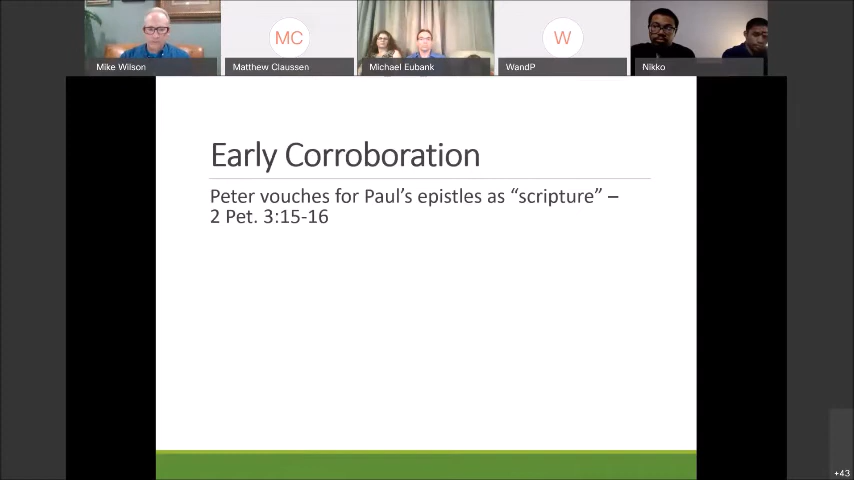 MC
W
Mike Wilson
Matthew Claussen
Michael Eubank
WandP
Nikko
Early Corroboration
Peter vouches for Paul's epistles as “scripture” –
2 Pet. 3:15-16
+43